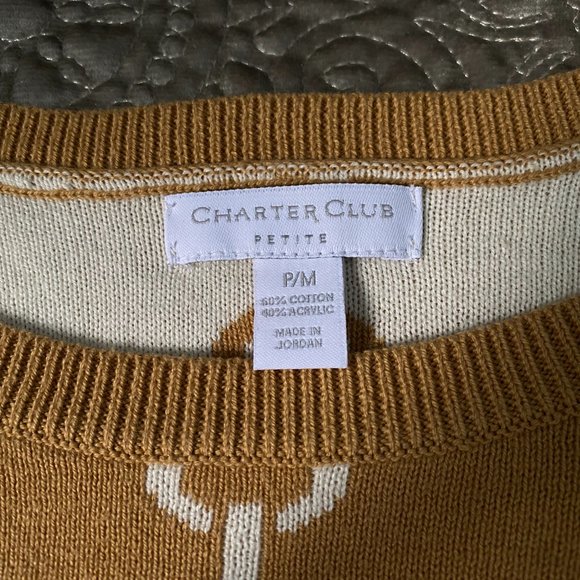 CHARTER CLUB
PETITE
P/M
60% COTTON
40% ACRYLIC
MADE IN
JORDAN